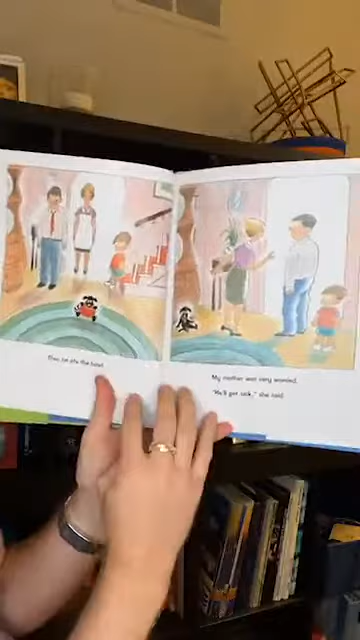 Then he ate the bowl.
My mother was very worried.
"He'll get sick," she said.